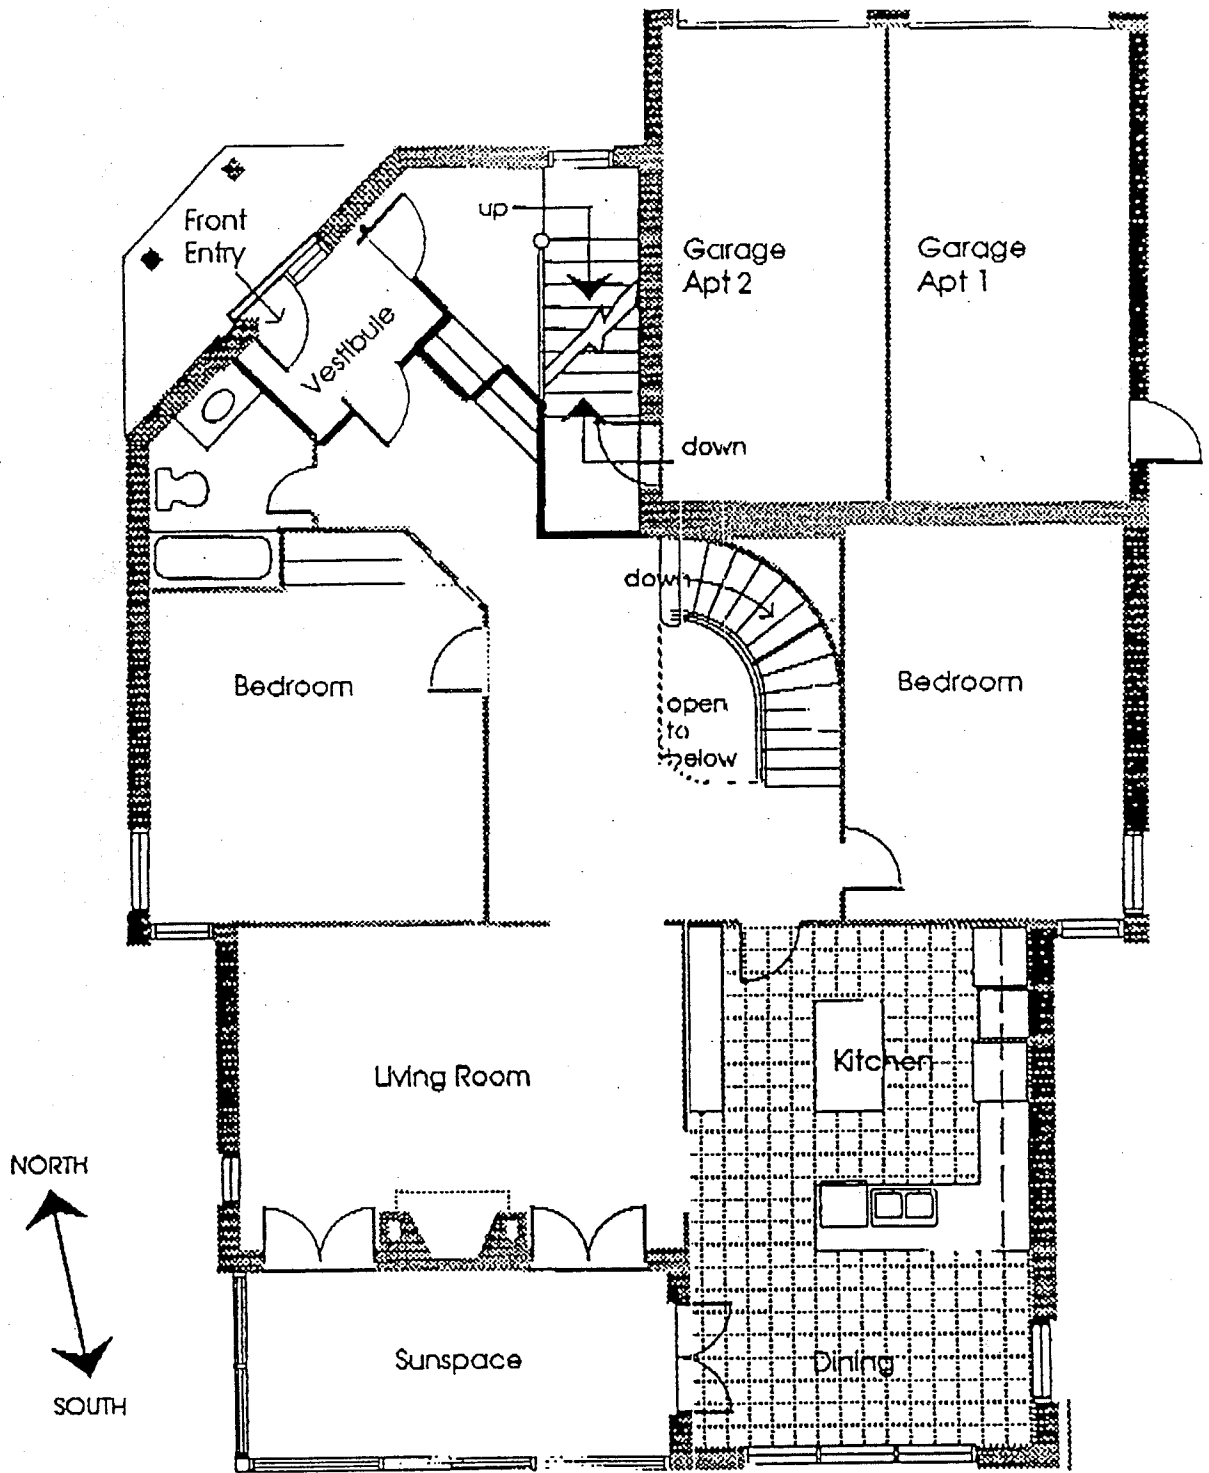 up
Front
Entry
Garage
Apt 2
Garage
Apt 1
Vestibule
down
down
Bedroom
Bedroom
open
to
below
Living Room
Kitchen
NORTH
SOUTH
Sunspace
Dining